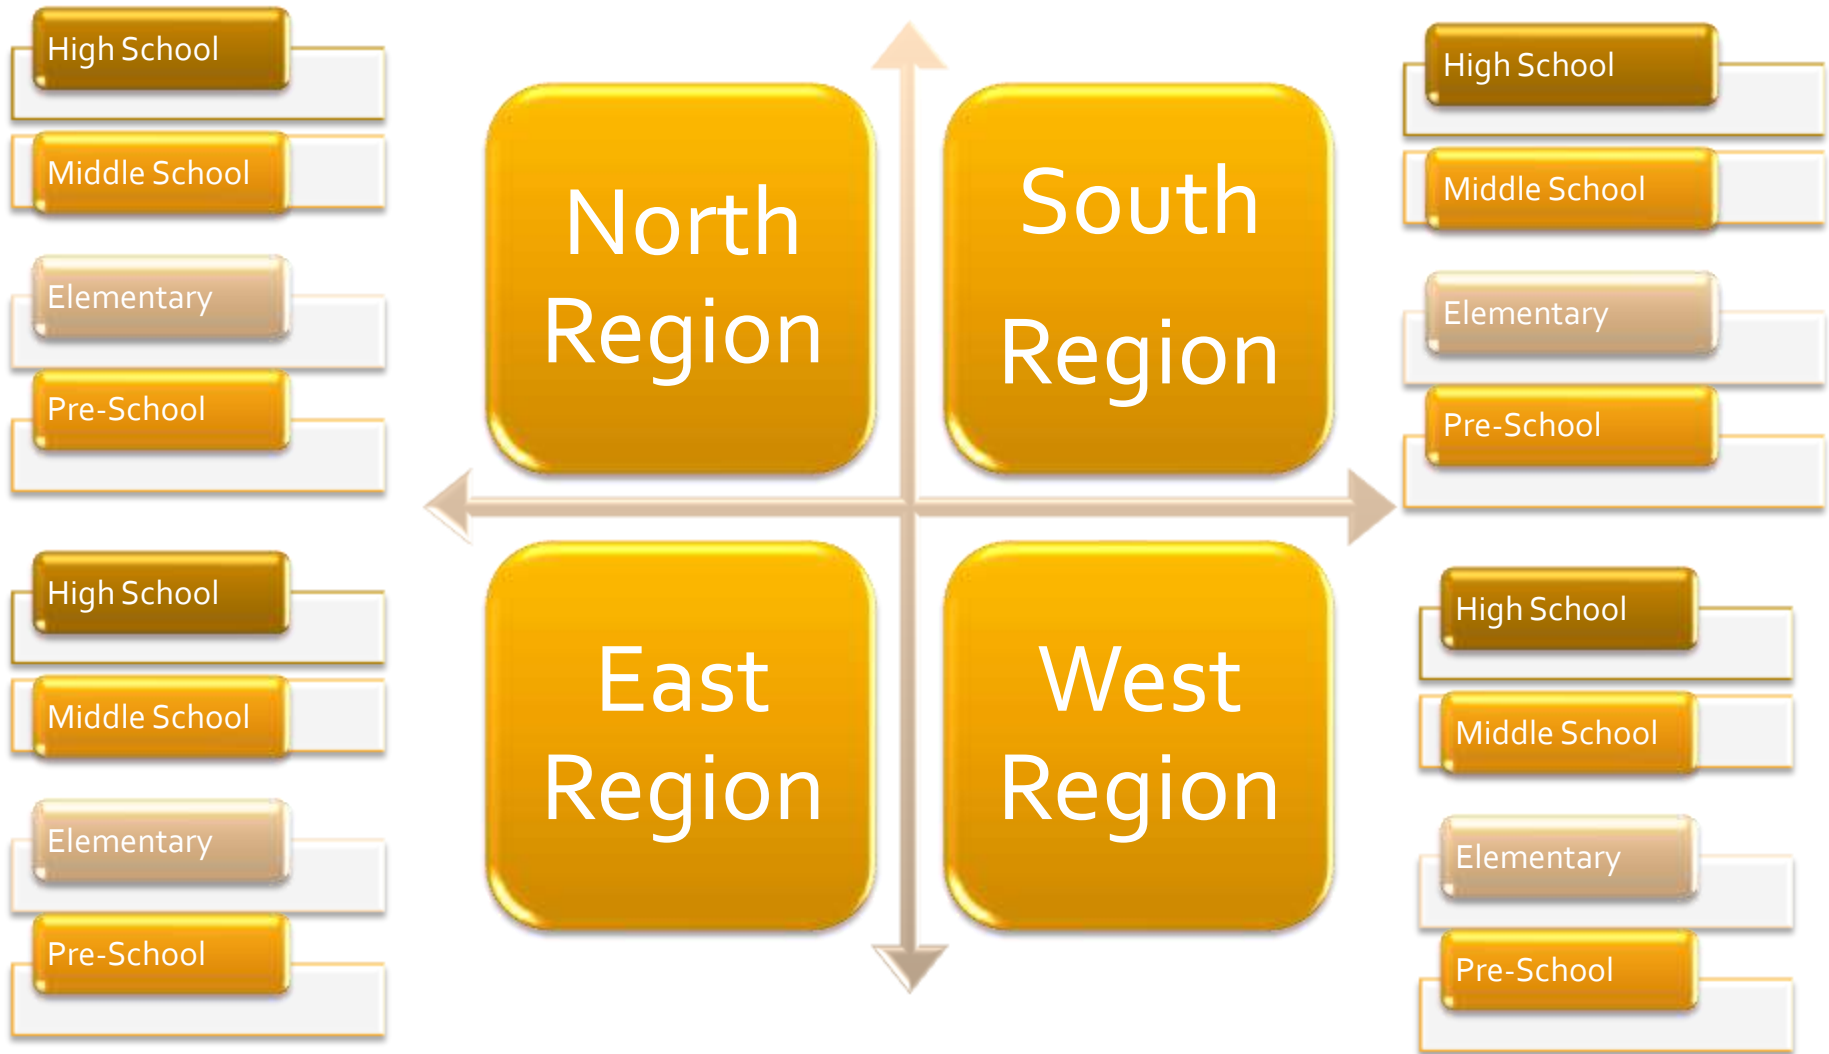 High School
Middle School
Elementary
Pre-School
North
Region
South
Region
High School
Middle School
Elementary
Pre-School
High School
Middle School
Elementary
Pre-School
East
Region
West
Region
High School
Middle School
Elementary
Pre-School